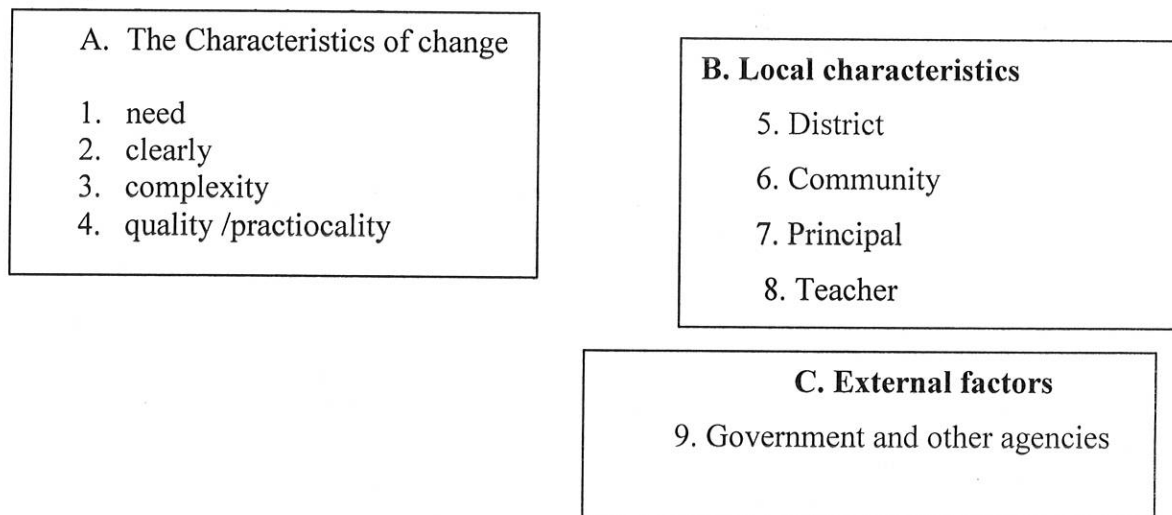 A. The Characteristics of change
1. need
2. clearly
3. complexity
4. quality /practiocality
B. Local characteristics
5. District
6. Community
7. Principal
8. Teacher
C. External factors
9. Government and other agencies